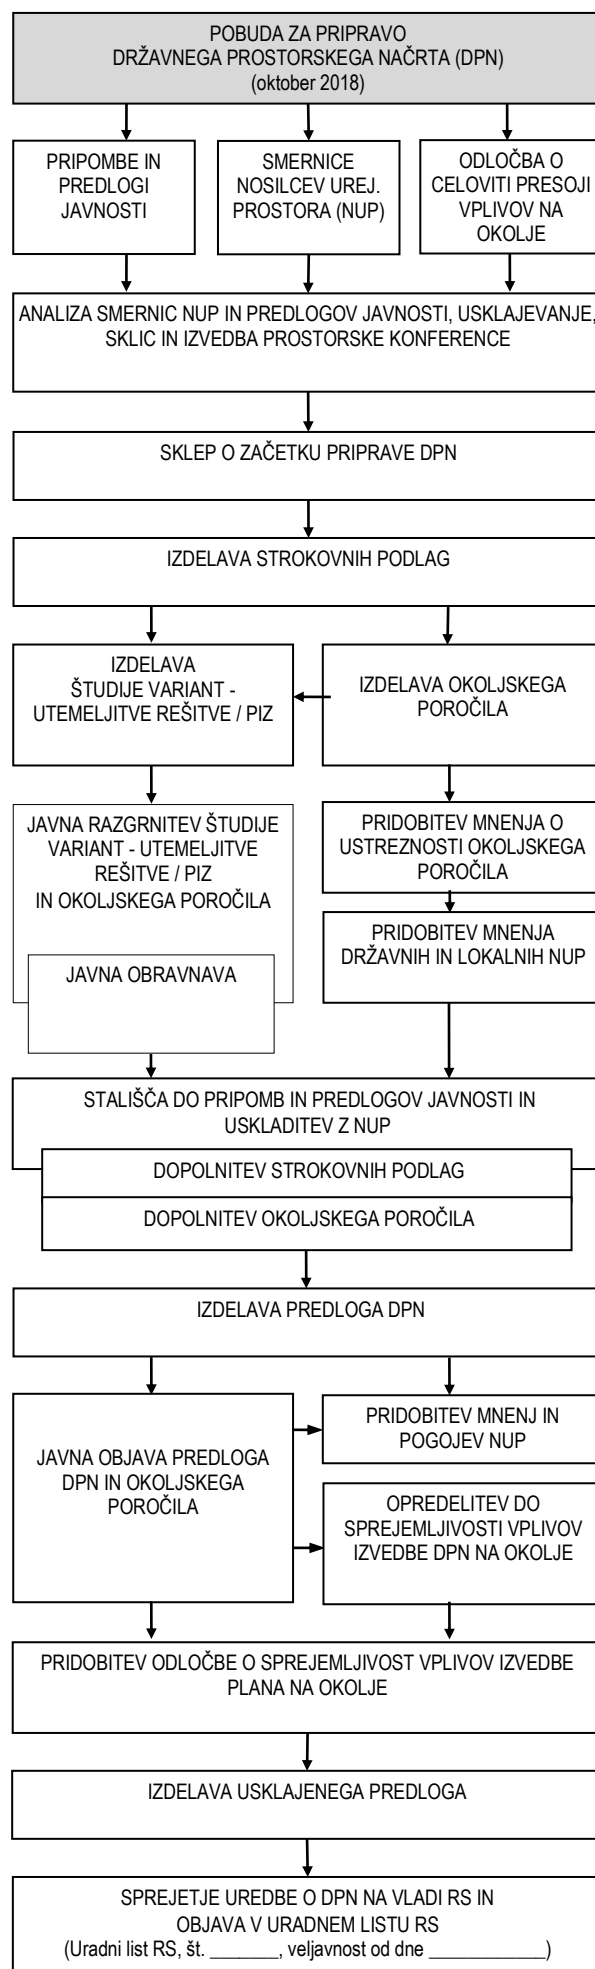 POBUDA ZA PRIPRAVO
DRŽAVNEGA PROSTORSKEGA NAČRTA (DPN)
(oktober 2018)
PRIPOMBE IN
PREDLOGI
JAVNOSTI
SMERNICE
NOSILCEV UREJ.
PROSTORA (NUP)
ODLOČBA O
CELOVITI PRESOJI
VPLIVOV NA
OKOLJE
ANALIZA SMERNIC NUP IN PREDLOGOV JAVNOSTI, USKLAJEVANJE,
SKLIC IN IZVEDBA PROSTORSKE KONFERENCE
SKLEP O ZAČETKU PRIPRAVE DPN
IZDELAVA STROKOVNIH PODLAG
IZDELAVA
ŠTUDIJE VARIANT -
UTEMELJITVE REŠITVE / PIZ
IZDELAVA OKOLJSKEGA
POROČILA
JAVNA RAZGRNITEV ŠTUDIJE
VARIANT - UTEMELJITVE
REŠITVE / PIZ
IN OKOLJSKEGA POROČILA
JAVNA OBRAVNAVA
PRIDOBITEV MNENJA O
USTREZNOSTI OKOLJSKEGA
POROČILA
PRIDOBITEV MNENJA
DRŽAVNIH IN LOKALNIH NUP
STALIŠČA DO PRIPOMB IN PREDLOGOV JAVNOSTI IN
USKLADITEV Z NUP
DOPOLNITEV STROKOVNIH PODLAG
DOPOLNITEV OKOLJSKEGA POROČILA
IZDELAVA PREDLOGA DPN
JAVNA OBJAVA PREDLOGA
DPN IN OKOLJSKEGA
POROČILA
PRIDOBITEV MNENJ IN
POGOJEV NUP
OPREDELITEV DO
SPREJEMLJIVOSTI VPLIVOV
IZVEDBE DPN NA OKOLJE
PRIDOBITEV ODLOČBE O SPREJEMLJIVOST VPLIVOV IZVEDBE
PLANA NA OKOLJE
IZDELAVA USKLAJENEGA PREDLOGA
SPREJETJE UREDBE O DPN NA VLADI RS IN
OBJAVA V URADNEM LISTU RS
(Uradni list RS, št. _______, veljavnost od dne ____________)